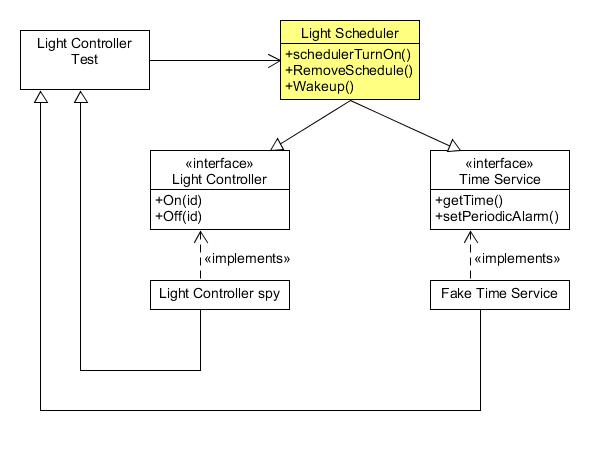 Light Controller
Test
Light Scheduler
+schedulerTurnOn()
+RemoveSchedule()
+Wakeup()
«interface»
Light Controller
+On(id)
+Off(id)
«interface»
Time Service
+getTime()
+setPeriodicAlarm()
«implements»
«implements»
Light Controller spy
Fake Time Service